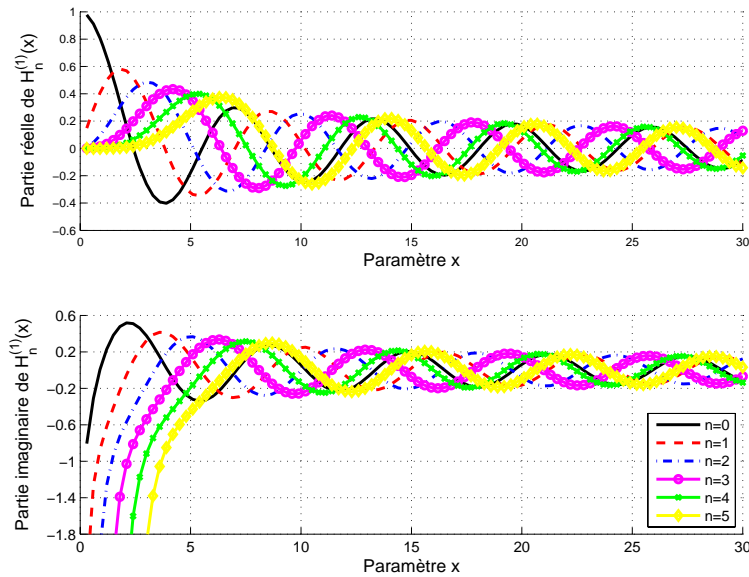 Partie réelle de H_n^(1)(x)
1
0.8
0.6
0.4
0.2
0
−0.2
−0.4
−0.6
0 5 10 15 20 25 30
Paramètre x
Partie imaginaire de H_n^(1)(x)
0.6
0.2
−0.2
−0.6
−1
−1.4
−1.8
0 5 10 15 20 25 30
Paramètre x
n=0
n=1
n=2
n=3
n=4
n=5